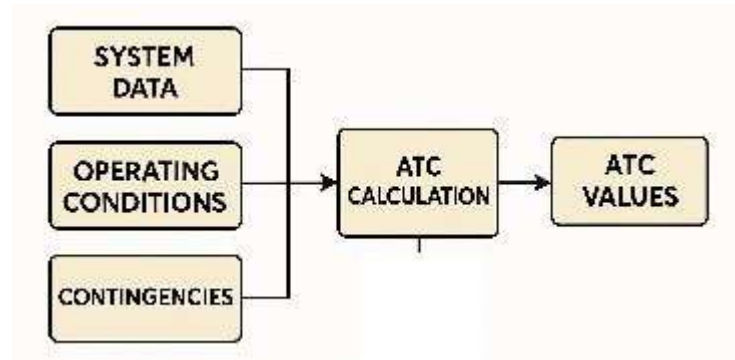 SYSTEM
DATA
OPERATING
CONDITIONS
CONTINGENCIES
ATC
CALCULATION
ATC
VALUES